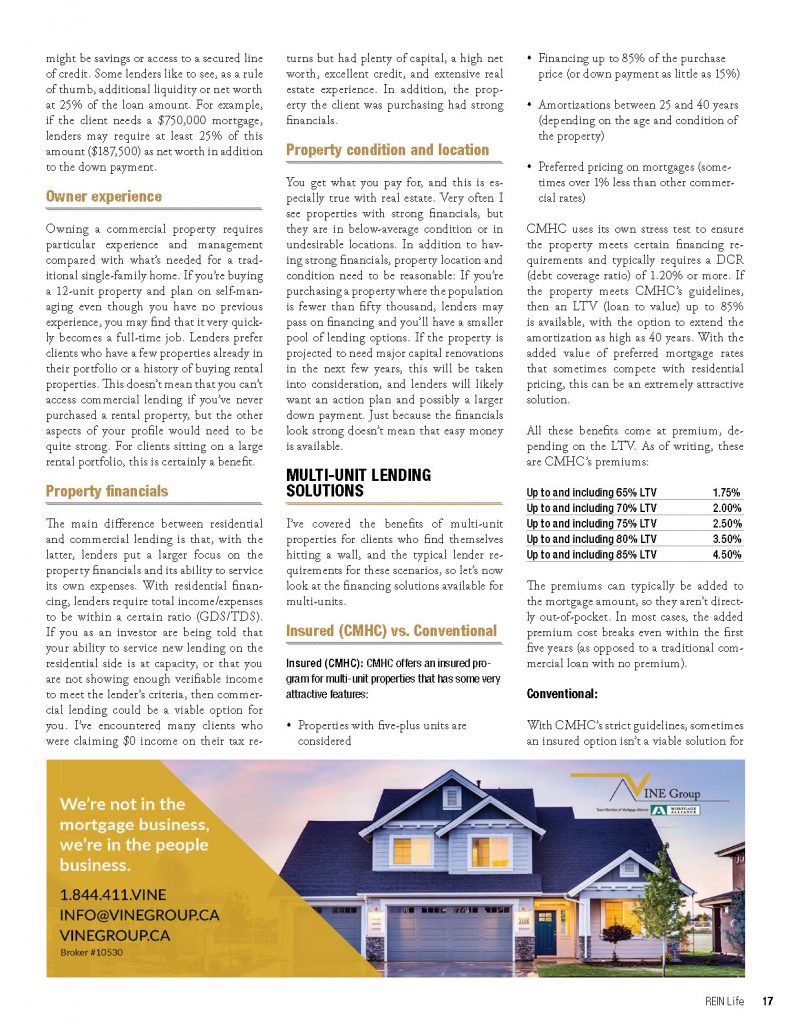 might be savings or access to a secured line
of credit. Some lenders like to see, as a rule
of thumb, additional liquidity or net worth
at 25% of the loan amount. For example,
if the client needs a $750,000 mortgage,
lenders may require at least 25% of this
amount ($187,500) as net worth in addition
to the down payment.
Owner experience
Owning a commercial property requires
particular experience and management
compared with what's needed for a trad-
itional single-family home. If you're buying
a 12-unit property and plan on self-man-
aging even though you have no previous
experience, you may find that it very quick-
ly becomes a full-time job. Lenders prefer
clients who have a few properties already in
their portfolio or a history of buying rental
properties. This doesn't mean that you can't
access commercial lending if you've never
purchased a rental property, but the other
aspects of your profile would need to be
quite strong. For clients sitting on a large
rental portfolio, this is certainly a benefit.
Property financials
The main difference between residential
and commercial lending is that, with the
latter, lenders put a larger focus on the
property financials and its ability to service
its own expenses. With residential finan-
cing, lenders require total income/expenses
to be within a certain ratio (GDS/TDS).
If you as an investor are being told that
your ability to service new lending on the
residential side is at capacity, or that you
are not showing enough verifiable income
to meet the lender's criteria, then commer-
cial lending could be a viable option for
you. I've encountered many clients who
were claiming $0 income on their tax re-
turns but had plenty of capital, a high net
worth, excellent credit, and extensive real
estate experience. In addition, the prop-
erty the client was purchasing had strong
financials.
Property condition and location
You get what you pay for, and this is es-
pecially true with real estate. Very often I
see properties with strong financials, but
they are in below-average condition or in
undesirable locations. In addition to hav-
ing strong financials, property location and
condition need to be reasonable: If you're
purchasing a property where the population
is fewer than fifty thousand, lenders may
pass on financing and you'll have a smaller
pool of lending options. If the property is
projected to need major capital renovations
in the next few years, this will be taken
into consideration, and lenders will likely
want an action plan and possibly a larger
down payment. Just because the financials
look strong doesn't mean that easy money
is available.
MULTI-UNIT LENDING
SOLUTIONS
I've covered the benefits of multi-unit
properties for clients who find themselves
hitting a wall, and the typical lender re-
quirements for these scenarios, so let's now
look at the financing solutions available for
multi-units.
Insured (CMHC) vs. Conventional
Insured (CMHC): CMHC offers an insured pro-
gram for multi-unit properties that has some very
attractive features:
• Properties with five-plus units are
considered
• Financing up to 85% of the purchase
price (or down payment as little as 15%)
• Amortizations between 25 and 40 years
(depending on the age and condition of
the property)
• Preferred pricing on mortgages (some-
times over 1% less than other commer-
cial rates)
CMHC uses its own stress test to ensure
the property meets certain financing re-
quirements and typically requires a DCR
(debt coverage ratio) of 1.20% or more. If
the property meets CMHC's guidelines,
then an LTV (loan to value) up to 85%
is available, with the option to extend the
amortization as high as 40 years. With the
added value of preferred mortgage rates
that sometimes compete with residential
pricing, this can be an extremely attractive
solution.
All these benefits come at premium, de-
pending on the LTV. As of writing, these
are CMHC's premiums:
Up to and including 65% LTV 1.75%
Up to and including 70% LTV 2.00%
Up to and including 75% LTV 2.50%
Up to and including 80% LTV 3.50%
Up to and including 85% LTV 4.50%
The premiums can typically be added to
the mortgage amount, so they aren't direct-
ly out-of-pocket. In most cases, the added
premium cost breaks even within the first
five years (as opposed to a traditional com-
mercial loan with no premium).
Conventional:
With CMHC's strict guidelines, sometimes
an insured option isn't a viable solution for
We're not in the
mortgage business,
we're in the people
business.
1.844.411.VINE
INFO@VINEGROUP.CA
VINEGROUP.CA
Broker #10530
VINE Group
Team Member of Mortgage Alliance
MORTGAGE
ALLIANCE
REIN Life 17